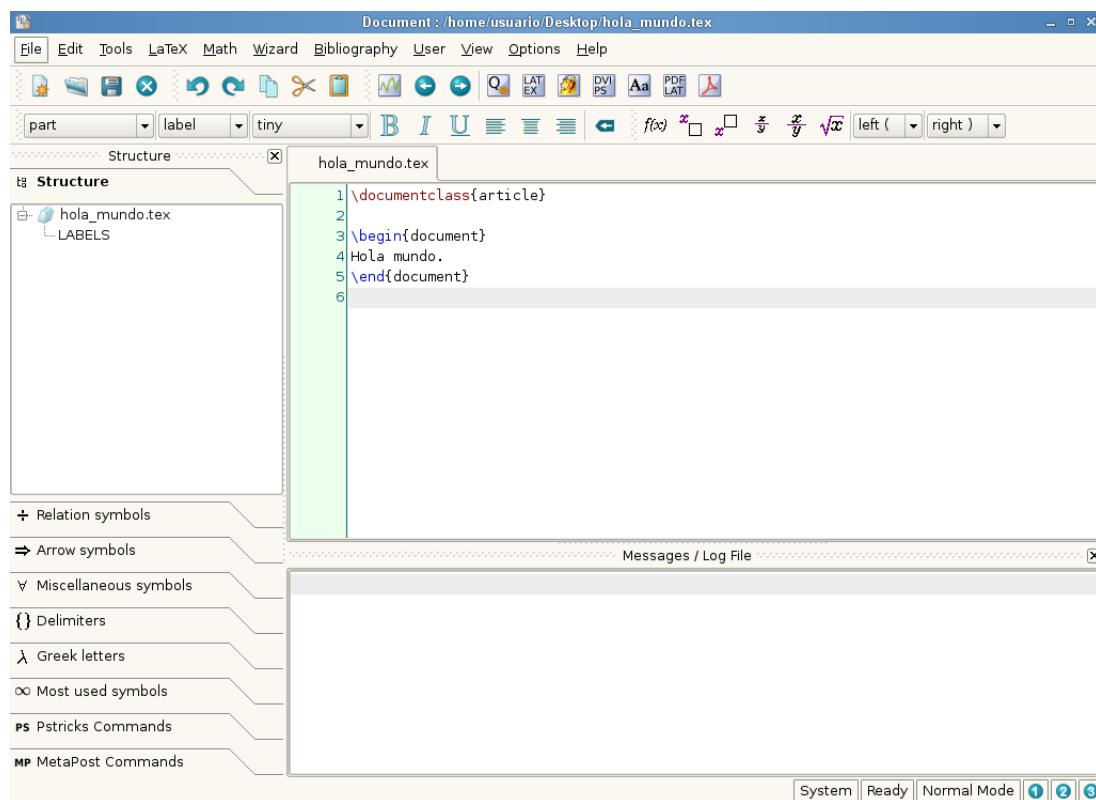 Document : /home/usuario/Desktop/hola_mundo.tex
File Edit Tools LaTeX Math Wizard Bibliography User View Options Help
Q LAT EX DVI PS Aa PDF LAT
part label tiny B I U f(x) x x x y x y √x left ( right )
Structure
Structure
hola_mundo.tex
LABELS
Relation symbols
Arrow symbols
Miscellaneous symbols
{} Delimiters
λ Greek letters
∞ Most used symbols
PS Pstricks Commands
MP MetaPost Commands
hola_mundo.tex
1 \documentclass{article}
2
3 \begin{document}
4 Hola mundo.
5 \end{document}
6
Messages / Log File
System Ready Normal Mode 1 2 3